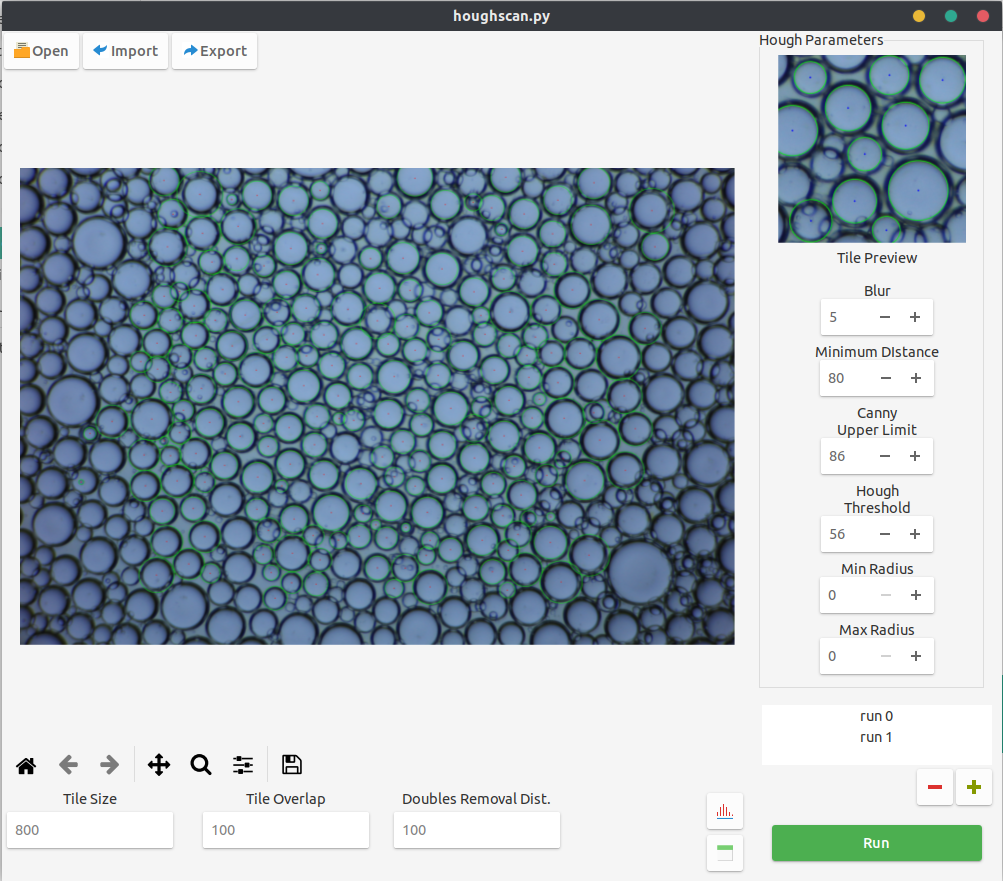 houghscan.py
Open
Import
Export
Hough Parameters
Tile Preview
Blur
5
Minimum DIstance
80
Canny
Upper Limit
86
Hough
Threshold
56
Min Radius
0
Max Radius
0
run 0
run 1
Tile Size
Tile Overlap
Doubles Removal Dist.
800
100
100
Run